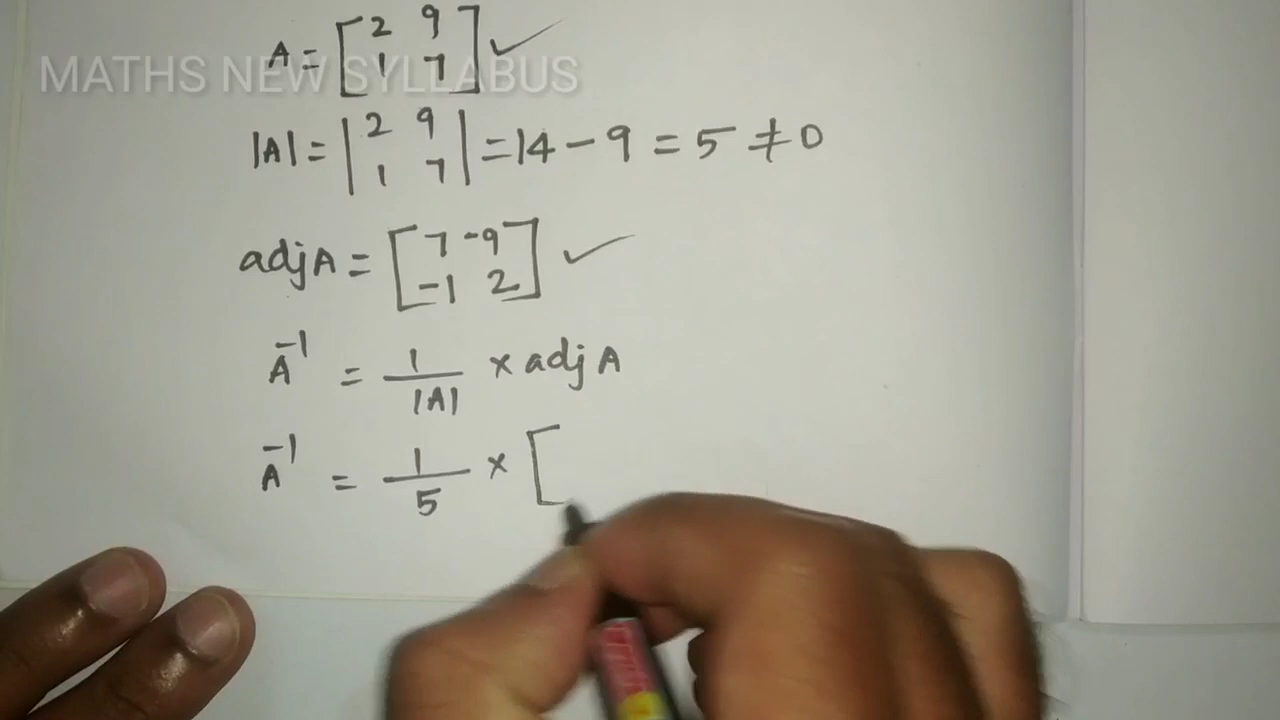 A = [ 2 9
1 7 ] ✓
MATHS NEW SYLLABUS
|A| = | 2 9
1 7 | = 14 - 9 = 5 ≠ 0
adj A = [ 7 -9
-1 2 ] ✓
A⁻¹ = 1/|A| × adj A
A⁻¹ = 1/5 × [